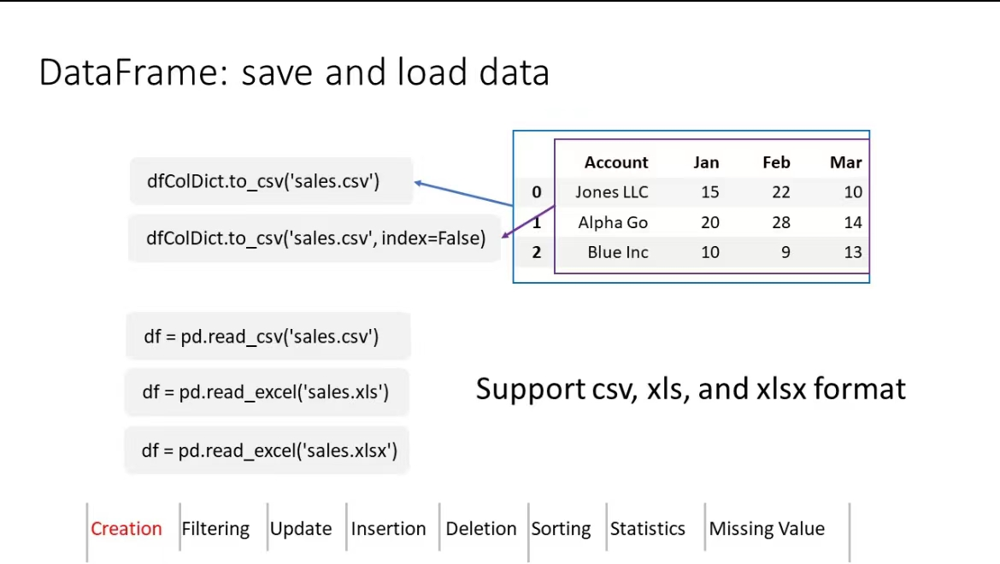 DataFrame: save and load data
dfColDict.to_csv('sales.csv')
dfColDict.to_csv('sales.csv', index=False)
Account Jan Feb Mar
0 Jones LLC 15 22 10
1 Alpha Go 20 28 14
2 Blue Inc 10 9 13
df = pd.read_csv('sales.csv')
df = pd.read_excel('sales.xls')
df = pd.read_excel('sales.xlsx')
Support csv, xls, and xlsx format
Creation Filtering Update Insertion Deletion Sorting Statistics Missing Value